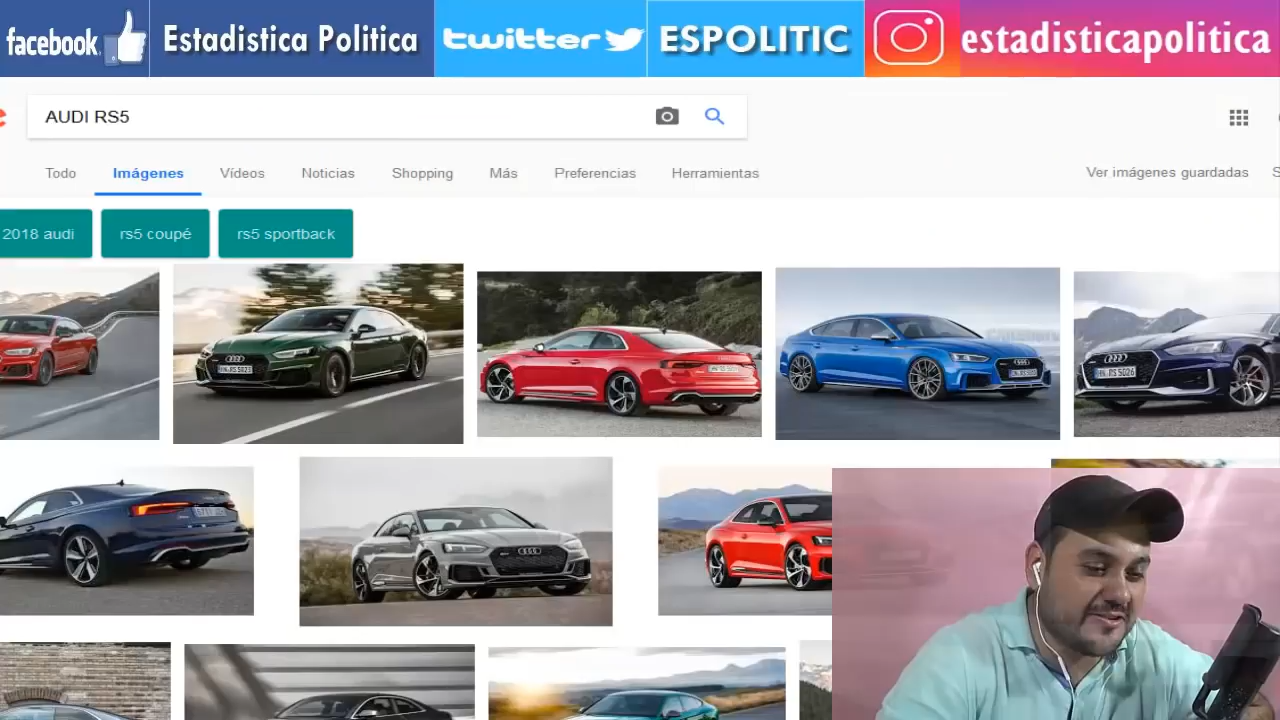 facebook Estadistica Politica twitter ESPOLITIC estadisticapolitica
AUDI RS5
Todo Imágenes Vídeos Noticias Shopping Más Preferencias Herramientas Ver imágenes guardadas
2018 audi rs5 coupé rs5 sportback